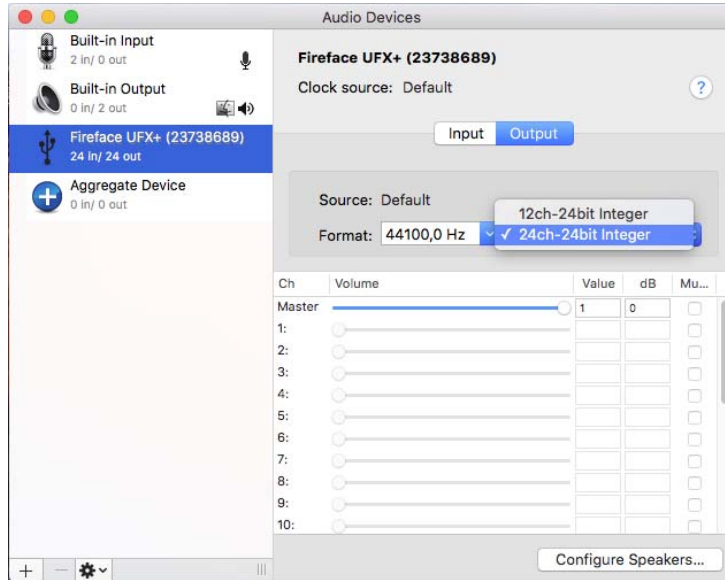 Audio Devices
Built-in Input
2 in/ 0 out
Built-in Output
0 in/ 2 out
Fireface UFX+ (23738689)
24 in/ 24 out
Aggregate Device
0 in/ 0 out
Fireface UFX+ (23738689)
Clock source: Default
?
Input Output
Source: Default
12ch-24bit Integer
Format: 44100,0 Hz ✓ 24ch-24bit Integer
Ch Volume Value dB Mu...
Master 1 0
1:
2:
3:
4:
5:
6:
7:
8:
9:
10:
Configure Speakers...